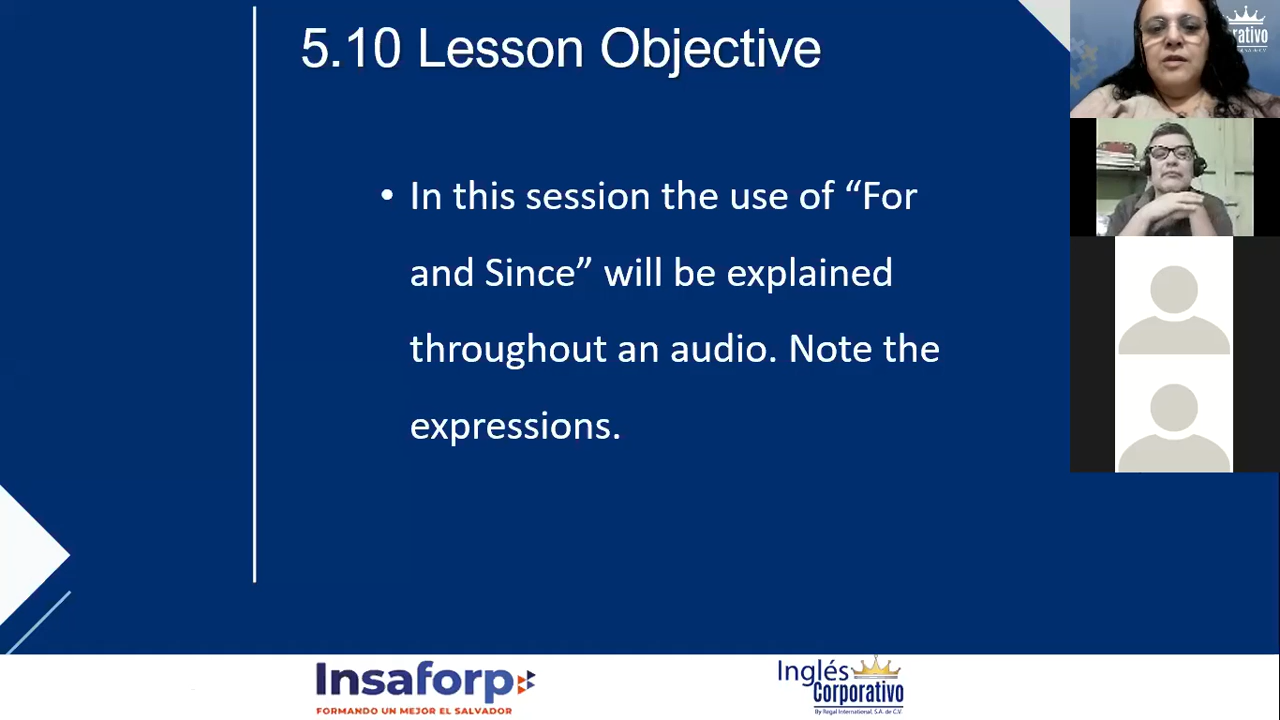 5.10 Lesson Objective
• In this session the use of “For
and Since” will be explained
throughout an audio. Note the
expressions.
Insaforp
FORMANDO UN MEJOR EL SALVADOR
Inglés
Corporativo
By Regal International, S.A. de C.V.